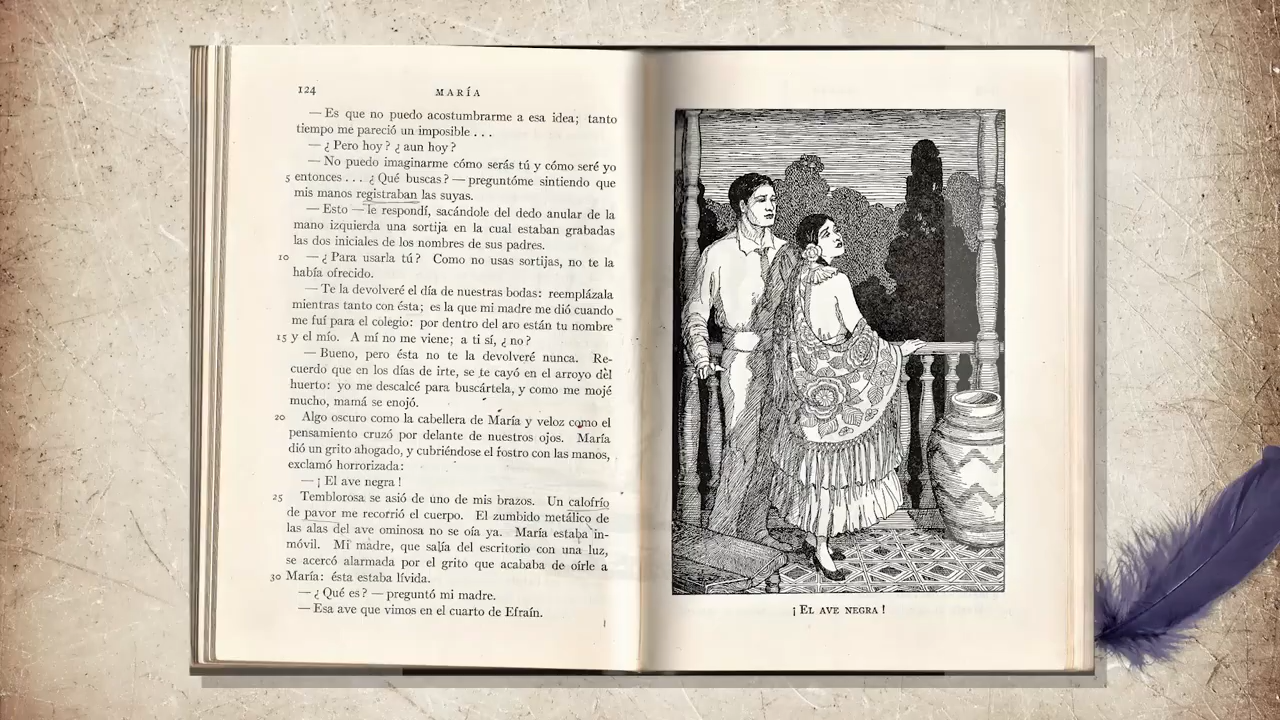 124 MARÍA
— Es que no puedo acostumbrarme a esa idea; tanto
tiempo me pareció un imposible . . .
— ¿ Pero hoy ? ¿ aun hoy ?
— No puedo imaginarme cómo serás tú y cómo seré yo
5 entonces . . . ¿ Qué buscas ? — preguntóme sintiendo que
mis manos registraban las suyas.
— Esto — le respondí, sacándole del dedo anular de la
mano izquierda una sortija en la cual estaban grabadas
las dos iniciales de los nombres de sus padres.
10 — ¿ Para usarla tú ? Como no usas sortijas, no te la
había ofrecido.
— Te la devolveré el día de nuestras bodas: reemplázala
mientras tanto con ésta; es la que mi madre me dió cuando
me fuí para el colegio: por dentro del aro están tu nombre
15 y el mío. A mí no me viene; a ti sí, ¿ no ?
— Bueno, pero ésta no te la devolveré nunca. Re-
cuerdo que en los días de irte, se te cayó en el arroyo del
huerto: yo me descalcé para buscártela, y como me mojé
mucho, mamá se enojó.
20 Algo oscuro como la cabellera de María y veloz como el
pensamiento cruzó por delante de nuestros ojos. María
dió un grito ahogado, y cubriéndose el rostro con las manos,
exclamó horrorizada:
— ¡ El ave negra !
25 Temblorosa se asió de uno de mis brazos. Un calofrío
de pavor me recorrió el cuerpo. El zumbido metálico de
las alas del ave ominosa no se oía ya. María estaba in-
móvil. Mi madre, que salía del escritorio con una luz,
se acercó alarmada por el grito que acababa de oírle a
30 María: ésta estaba lívida.
— ¿ Qué es ? — preguntó mi madre.
— Esa ave que vimos en el cuarto de Efraín.
¡ EL AVE NEGRA !